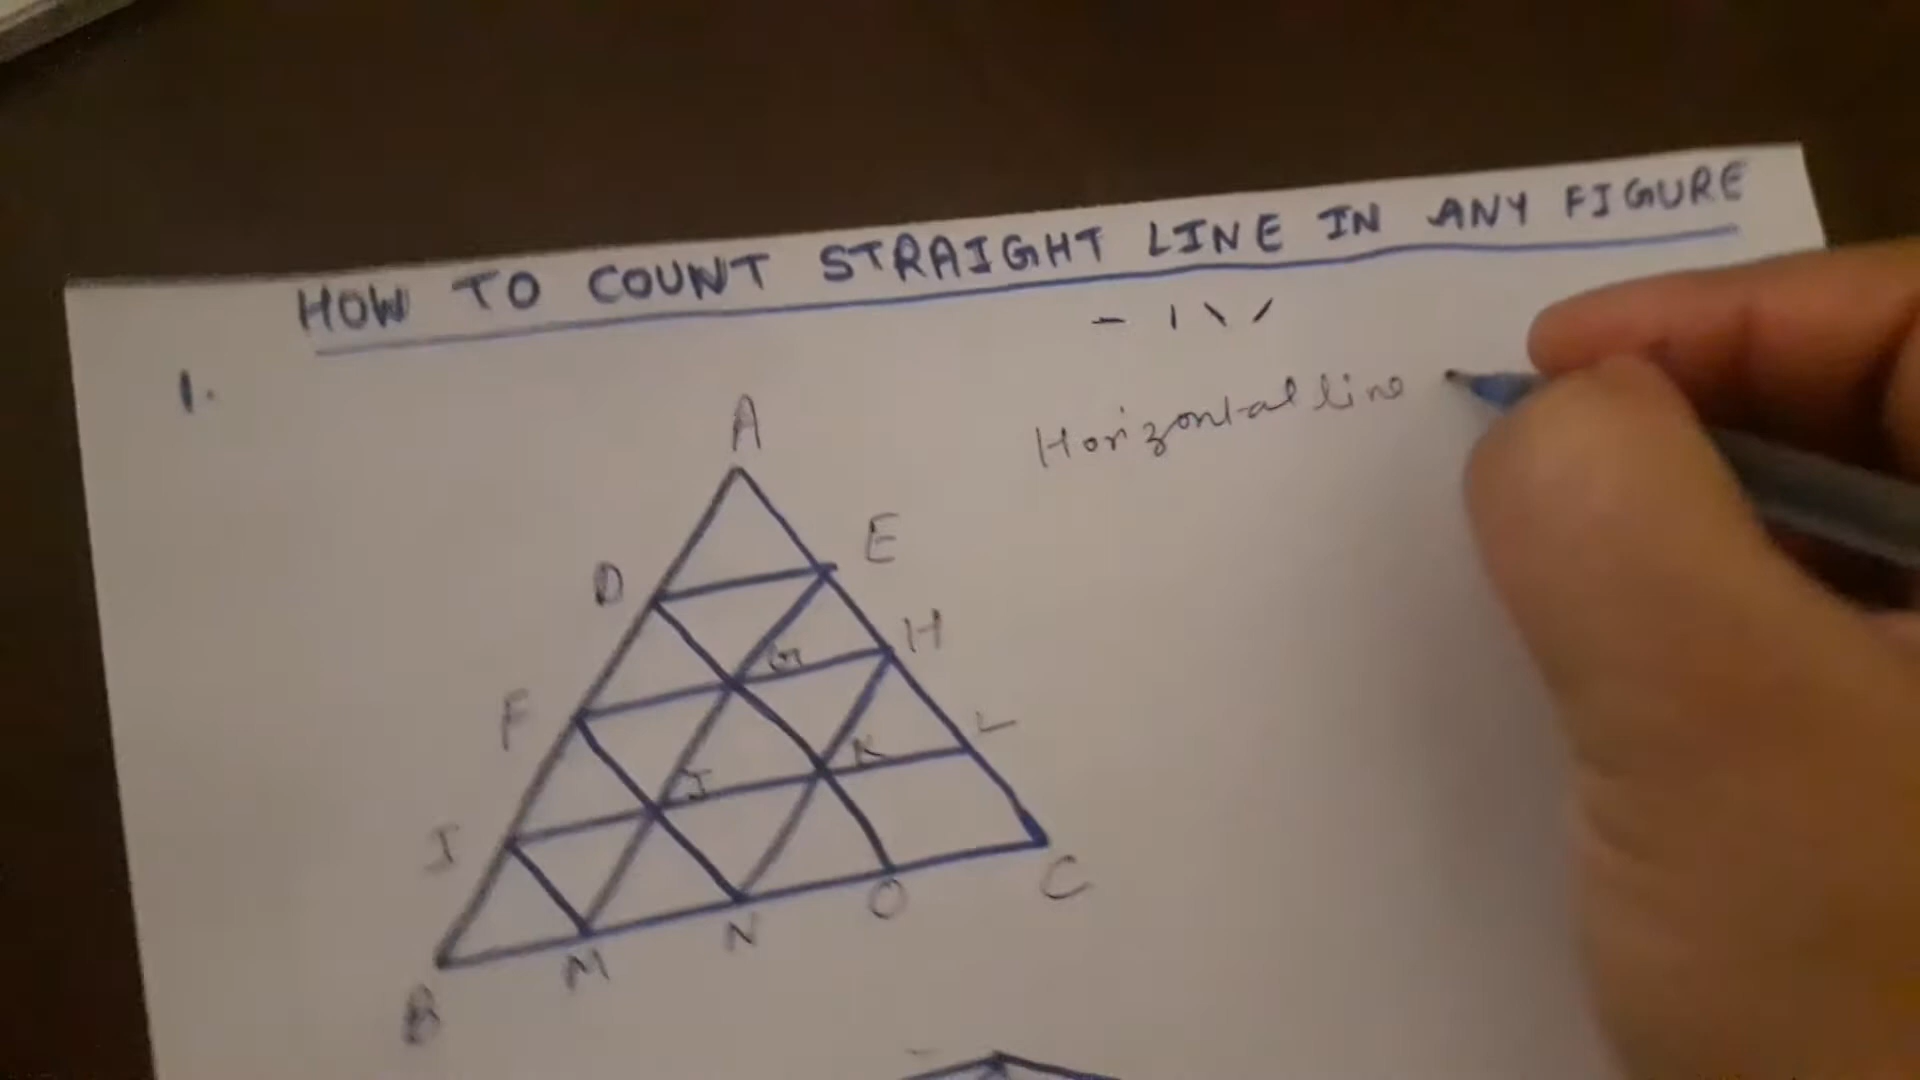 HOW TO COUNT STRAIGHT LINE IN ANY FIGURE
1.
Horizontal line
A
E
D
H
G
F
L
K
J
I
C
O
N
M
B